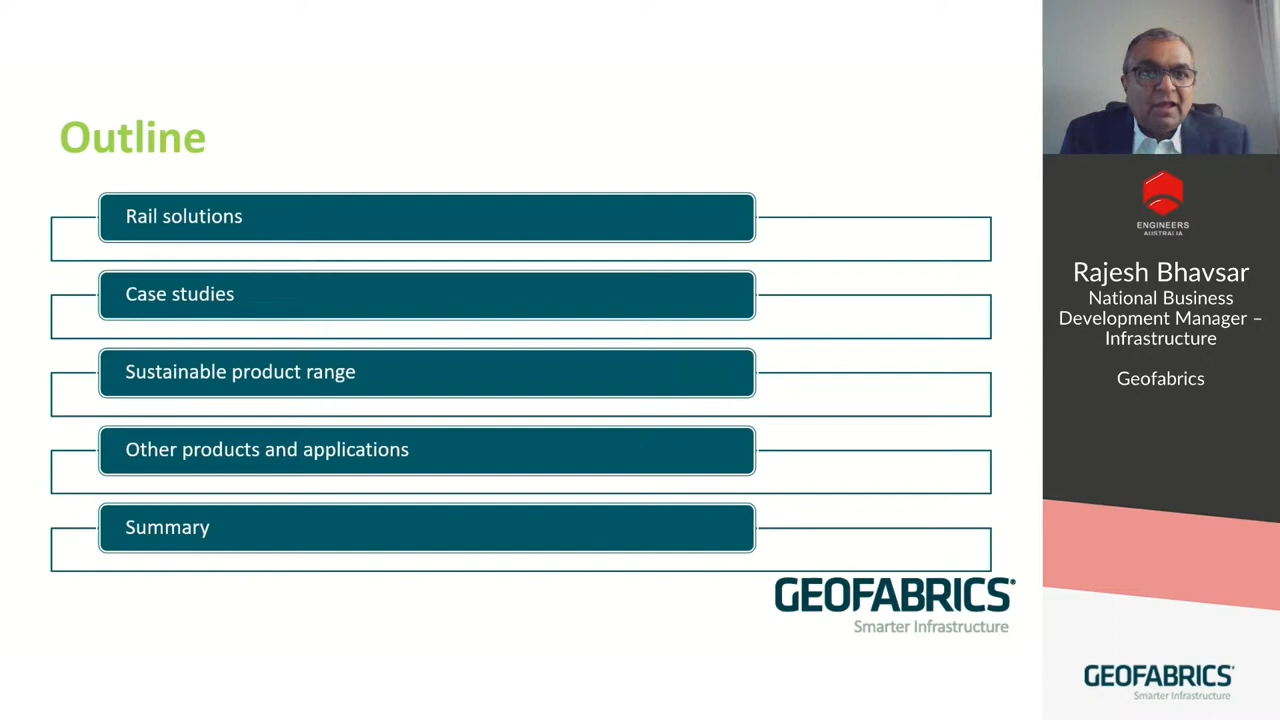 Outline
Rail solutions
Case studies
Sustainable product range
Other products and applications
Summary
GEOFABRICS®
Smarter Infrastructure
ENGINEERS
AUSTRALIA
Rajesh Bhavsar
National Business
Development Manager –
Infrastructure
Geofabrics
GEOFABRICS®
Smarter Infrastructure